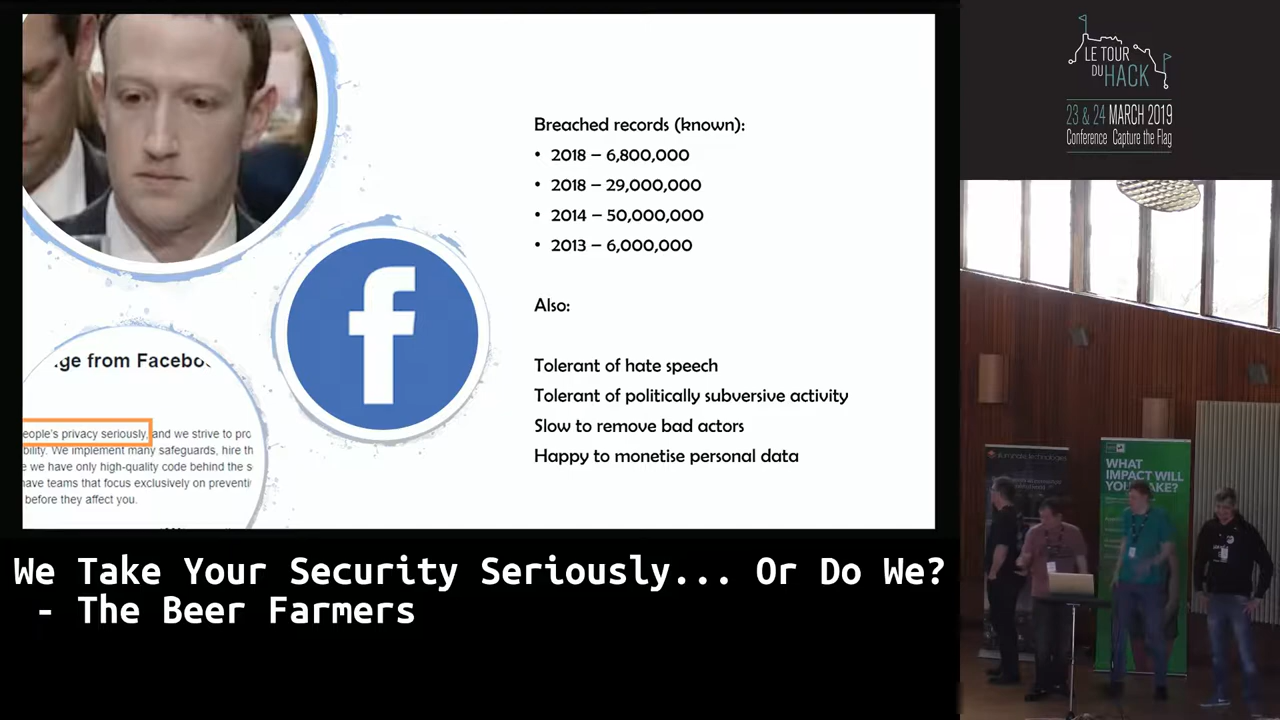 Breached records (known):
• 2018 – 6,800,000
• 2018 – 29,000,000
• 2014 – 50,000,000
• 2013 – 6,000,000
Also:
Tolerant of hate speech
Tolerant of politically subversive activity
Slow to remove bad actors
Happy to monetise personal data
ge from Facebo
eople's privacy seriously, and we strive to pro
bility. We implement many safeguards, hire th
e we have only high-quality code behind the s
ave teams that focus exclusively on preventi
before they affect you.
We Take Your Security Seriously... Or Do We?
- The Beer Farmers
LE TOUR
DU HACK
23 & 24 MARCH 2019
Conference Capture the Flag
WHAT
IMPACT WILL
YOU MAKE?